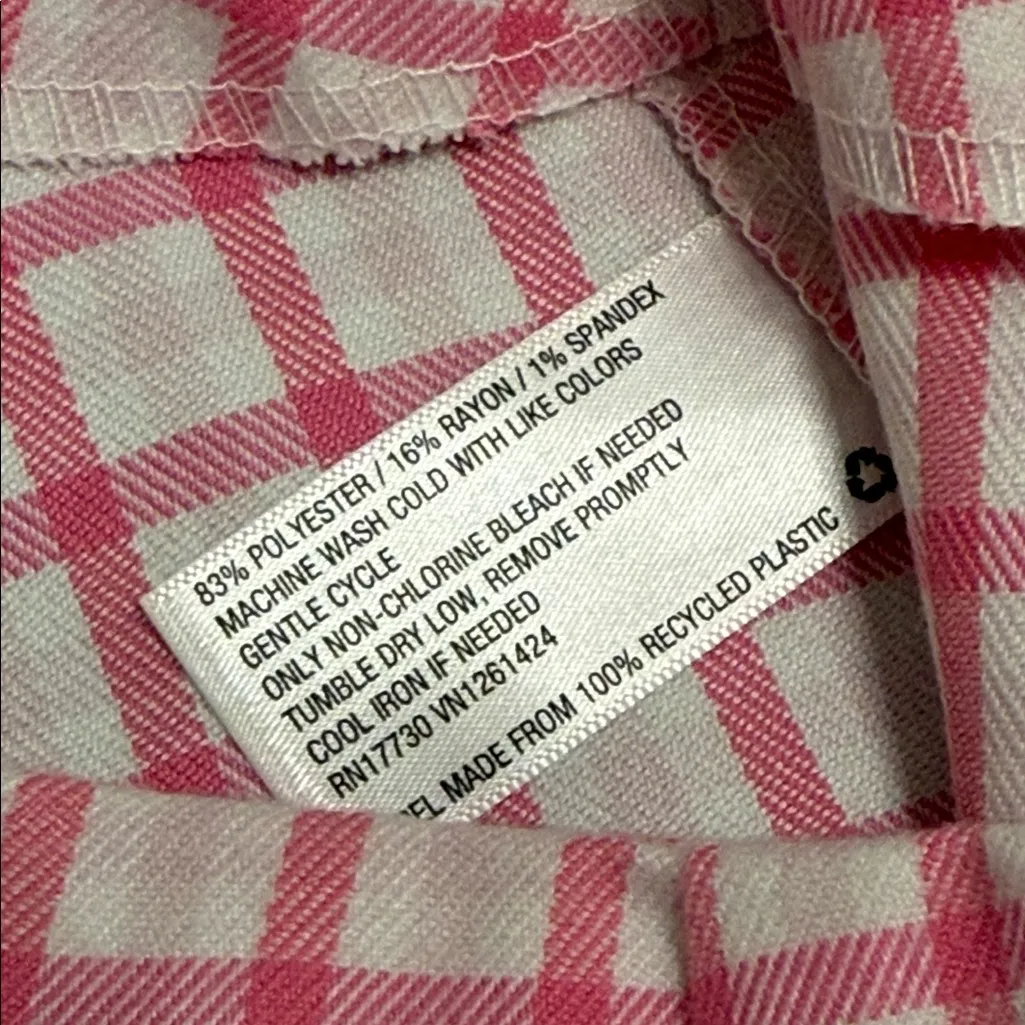 83% POLYESTER / 16% RAYON / 1% SPANDEX
MACHINE WASH COLD WITH LIKE COLORS
GENTLE CYCLE
ONLY NON-CHLORINE BLEACH IF NEEDED
TUMBLE DRY LOW, REMOVE PROMPTLY
COOL IRON IF NEEDED
RN17730 VN1261424
MADE FROM 100% RECYCLED PLASTIC